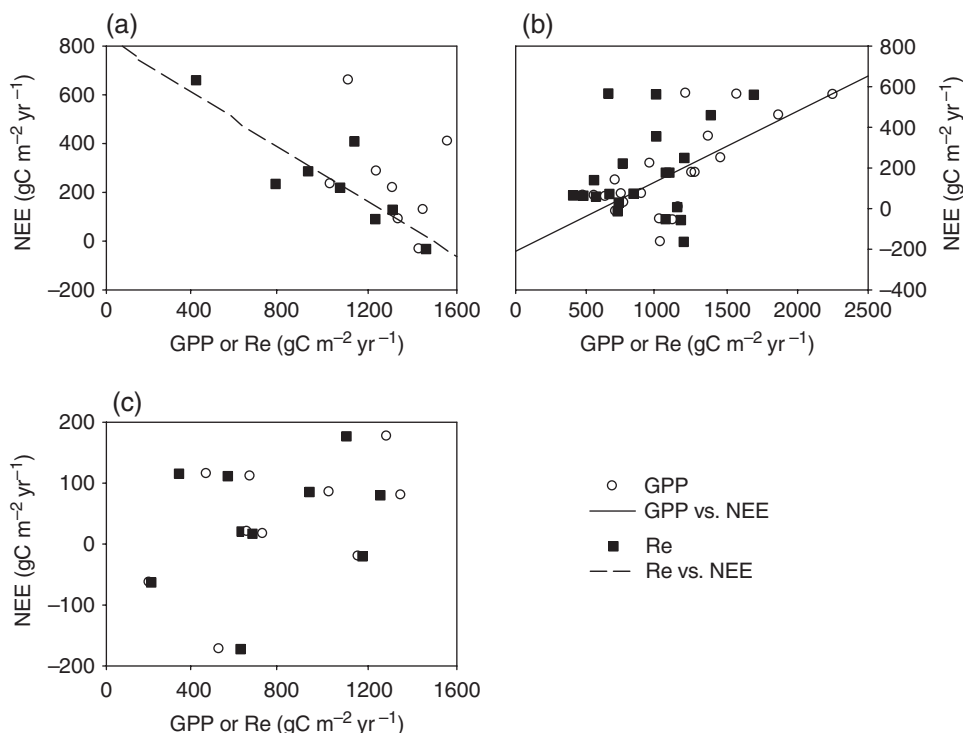 (a)
800
600
400
200
0
−200
NEE (gC m⁻² yr⁻¹)
0 400 800 1200 1600
GPP or Re (gC m⁻² yr⁻¹)
(b)
800
600
400
200
0
−200
−400
NEE (gC m⁻² yr⁻¹)
0 500 1000 1500 2000 2500
GPP or Re (gC m⁻² yr⁻¹)
(c)
200
100
0
−100
−200
NEE (gC m⁻² yr⁻¹)
0 400 800 1200 1600
GPP or Re (gC m⁻² yr⁻¹)
GPP
GPP vs. NEE
Re
Re vs. NEE